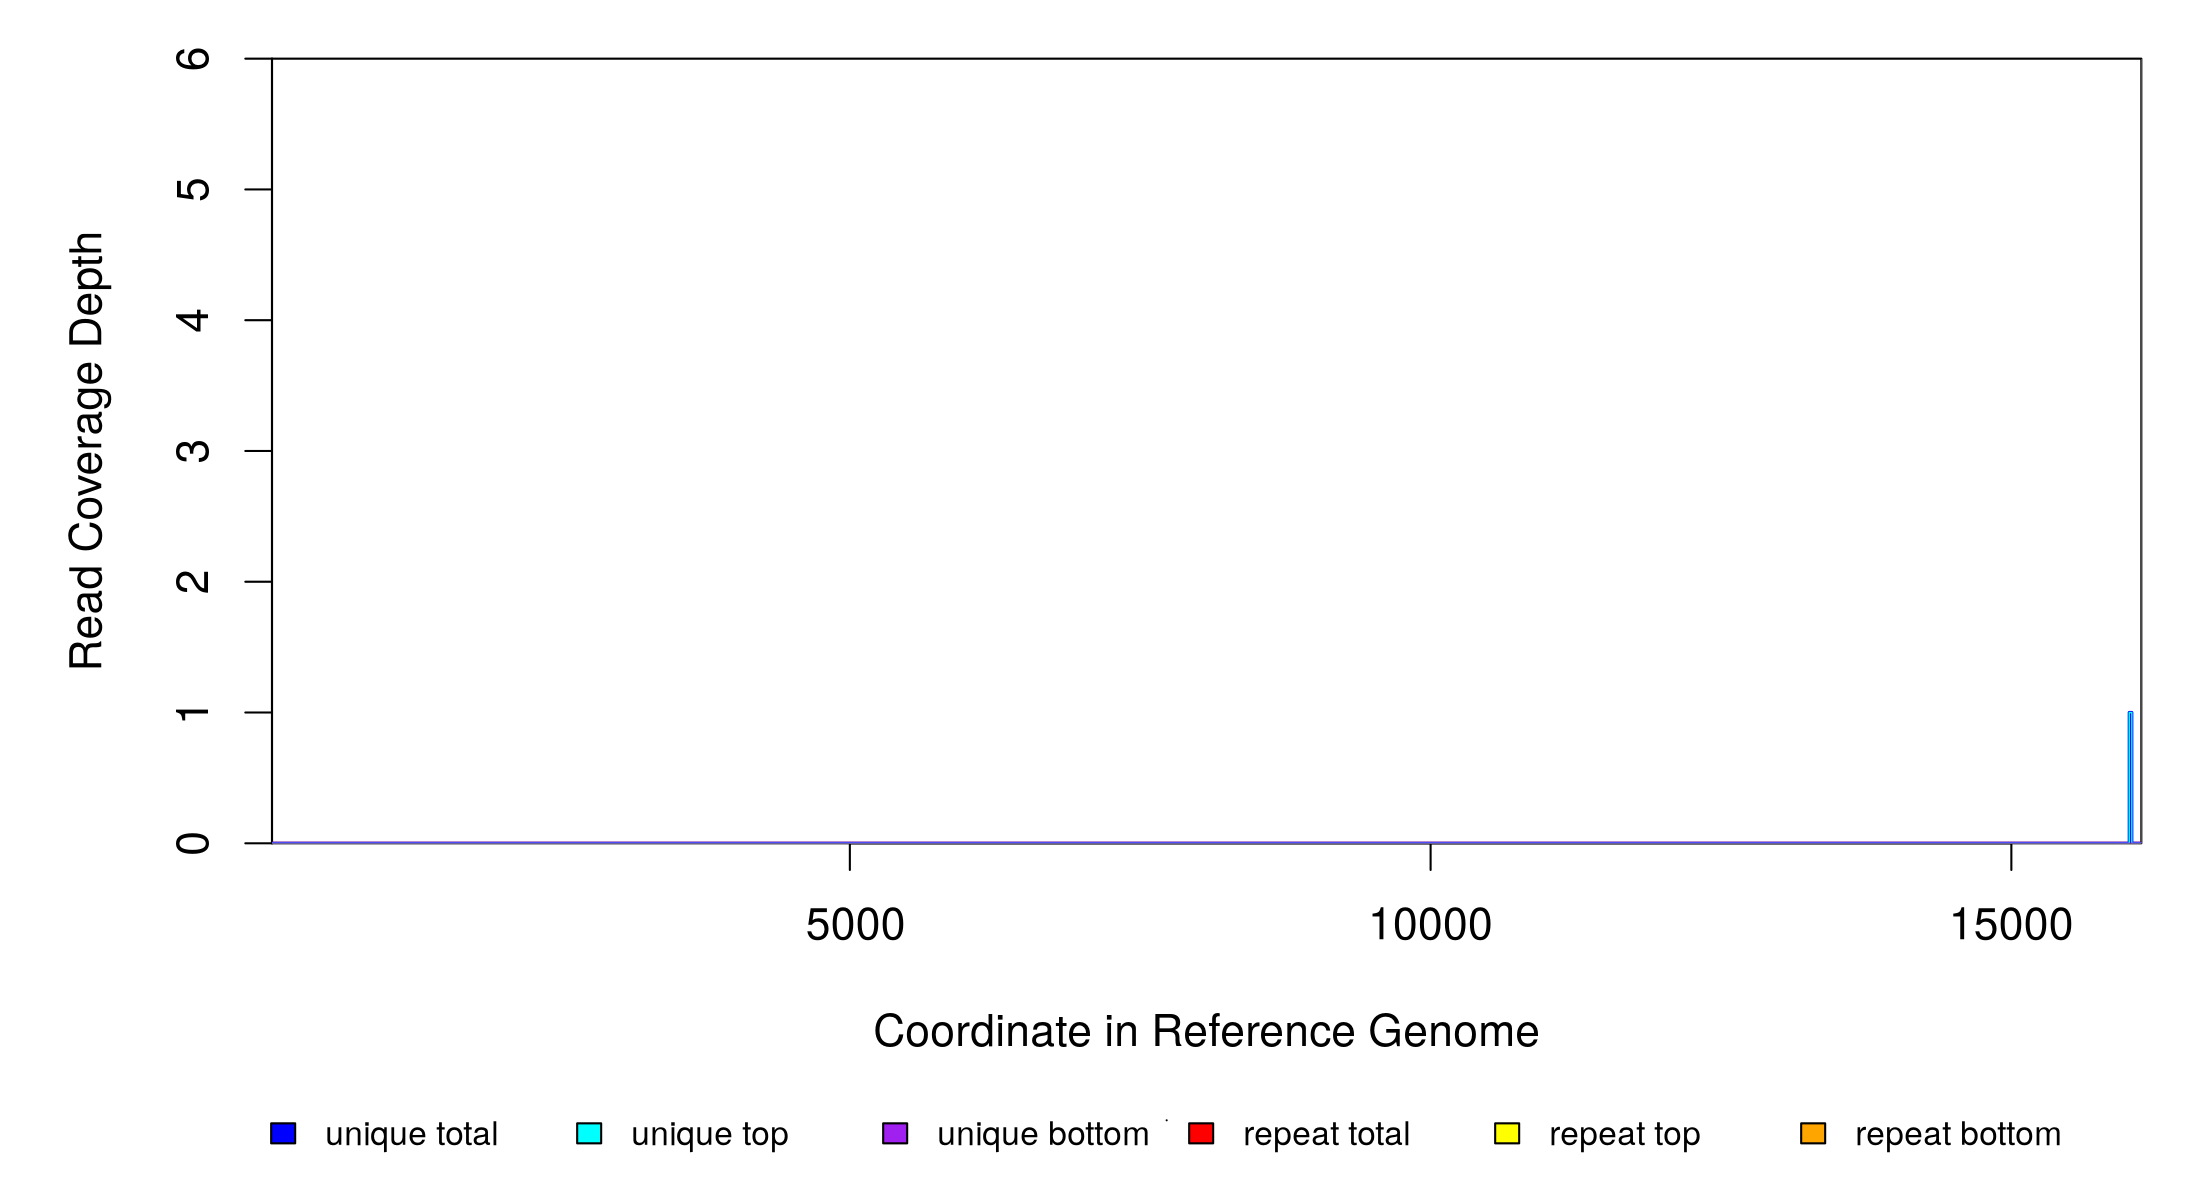 6
5
4
3
2
1
0
Read Coverage Depth
5000 10000 15000
Coordinate in Reference Genome
unique total unique top unique bottom repeat total repeat top repeat bottom